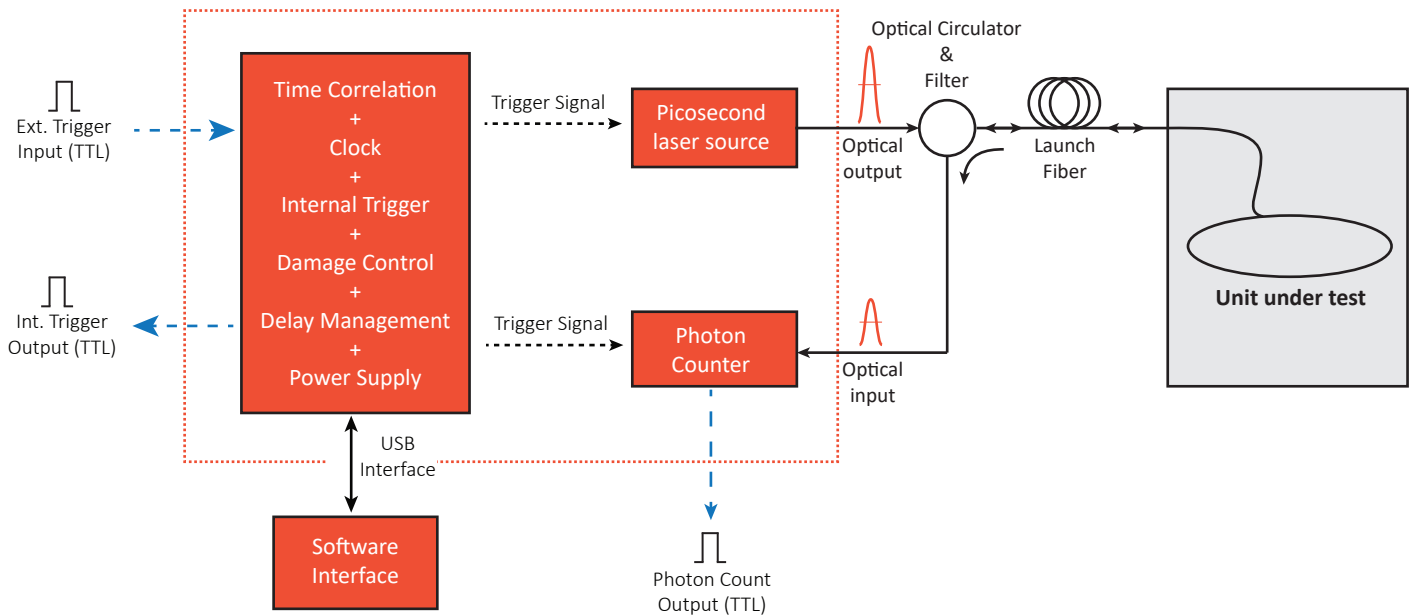 Ext. Trigger
Input (TTL)
Int. Trigger
Output (TTL)
Time Correlation
+
Clock
+
Internal Trigger
+
Damage Control
+
Delay Management
+
Power Supply
USB
Interface
Software
Interface
Trigger Signal
Trigger Signal
Picosecond
laser source
Photon
Counter
Photon Count
Output (TTL)
Optical
output
Optical
input
Optical Circulator
&
Filter
Launch
Fiber
Unit under test